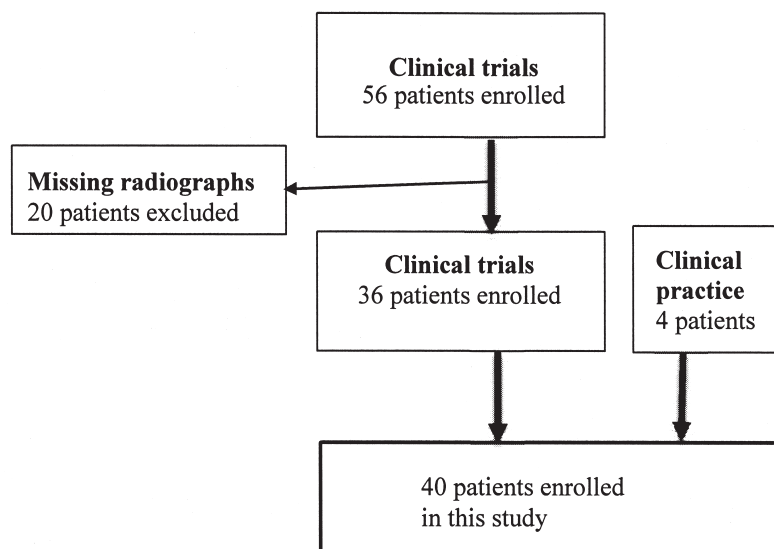 Clinical trials
56 patients enrolled
Missing radiographs
20 patients excluded
Clinical trials
36 patients enrolled
Clinical
practice
4 patients
40 patients enrolled
in this study